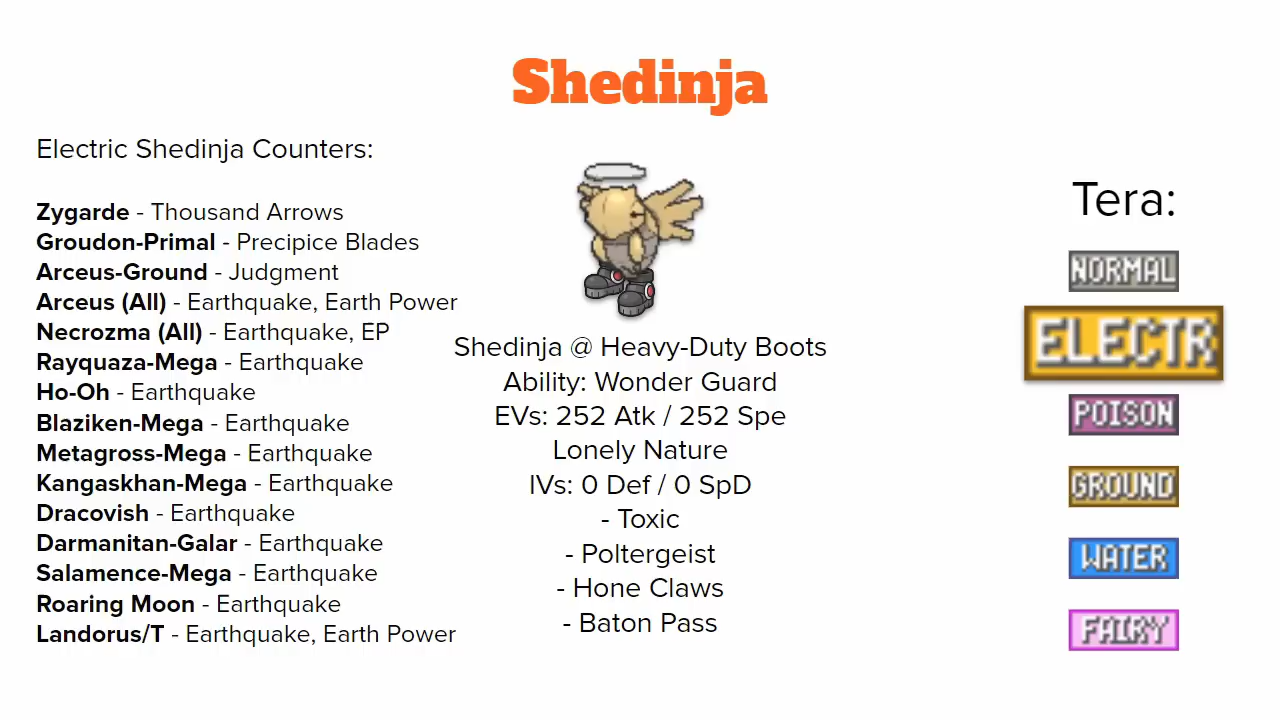 Shedinja
Electric Shedinja Counters:
Zygarde - Thousand Arrows
Groudon-Primal - Precipice Blades
Arceus-Ground - Judgment
Arceus (All) - Earthquake, Earth Power
Necrozma (All) - Earthquake, EP
Rayquaza-Mega - Earthquake
Ho-Oh - Earthquake
Blaziken-Mega - Earthquake
Metagross-Mega - Earthquake
Kangaskhan-Mega - Earthquake
Dracovish - Earthquake
Darmanitan-Galar - Earthquake
Salamence-Mega - Earthquake
Roaring Moon - Earthquake
Landorus/T - Earthquake, Earth Power
Shedinja @ Heavy-Duty Boots
Ability: Wonder Guard
EVs: 252 Atk / 252 Spe
Lonely Nature
IVs: 0 Def / 0 SpD
- Toxic
- Poltergeist
- Hone Claws
- Baton Pass
Tera:
NORMAL
ELECTR
POISON
GROUND
WATER
FAIRY